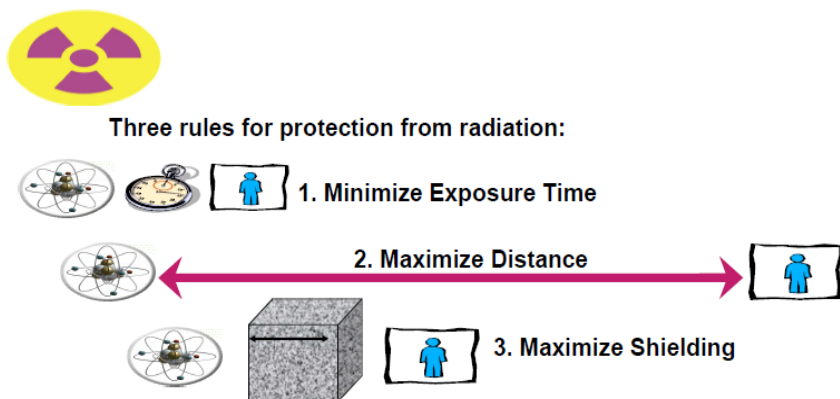 Three rules for protection from radiation:
1. Minimize Exposure Time
2. Maximize Distance
3. Maximize Shielding